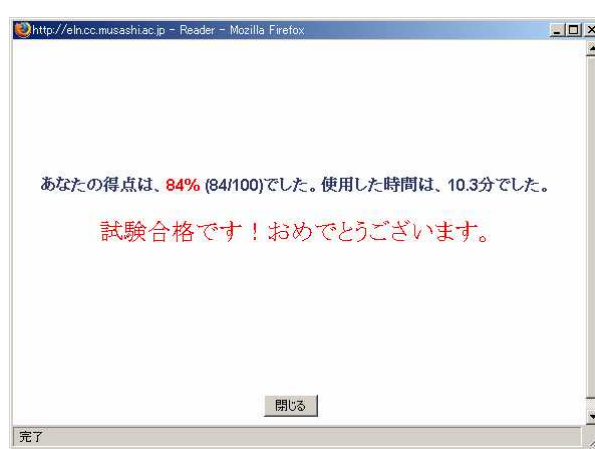 http://eln.cc.musashi.ac.jp - Reader - Mozilla Firefox
あなたの得点は、84% (84/100)でした。使用した時間は、10.3分でした。
試験合格です！おめでとうございます。
閉じる
完了